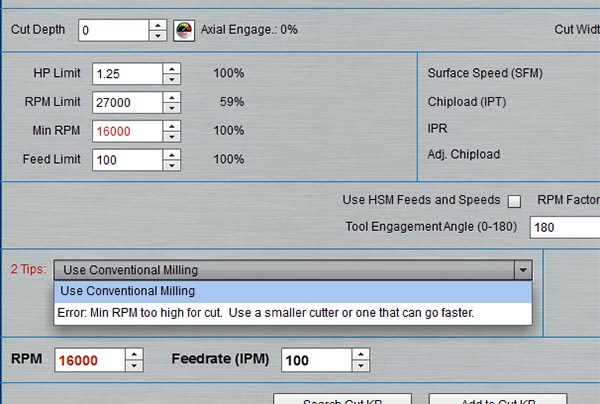 Cut Depth 0 Axial Engage.: 0% Cut Widt
HP Limit 1.25 100% Surface Speed (SFM)
RPM Limit 27000 59% Chipload (IPT)
Min RPM 16000 100% IPR
Feed Limit 100 100% Adj. Chipload
Use HSM Feeds and Speeds RPM Factor
Tool Engagement Angle (0-180) 180
2 Tips: Use Conventional Milling
Use Conventional Milling
Error: Min RPM too high for cut. Use a smaller cutter or one that can go faster.
RPM 16000 Feedrate (IPM) 100
Search Cut KB Add to Cut KB